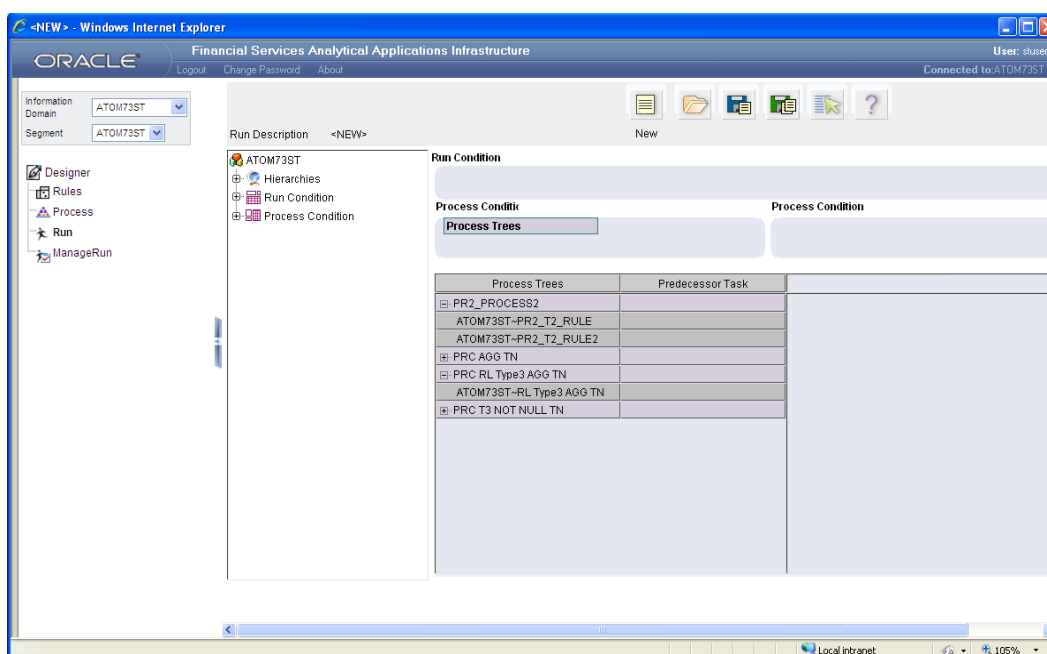 <NEW> - Windows Internet Explorer
ORACLE
Financial Services Analytical Applications Infrastructure
User: stuser
Logout Change Password About
Connected to:ATOM73ST
Information Domain ATOM73ST
Segment ATOM73ST
Run Description <NEW>
New
Designer
Rules
Process
Run
ManageRun
ATOM73ST
Hierarchies
Run Condition
Process Condition
Run Condition
Process Conditic
Process Condition
Process Trees
Process Trees Predecessor Task
PR2_PROCESS2
ATOM73ST~PR2_T2_RULE
ATOM73ST~PR2_T2_RULE2
PRC AGG TN
PRC RL Type3 AGG TN
ATOM73ST~RL Type3 AGG TN
PRC T3 NOT NULL TN
Local intranet
105%